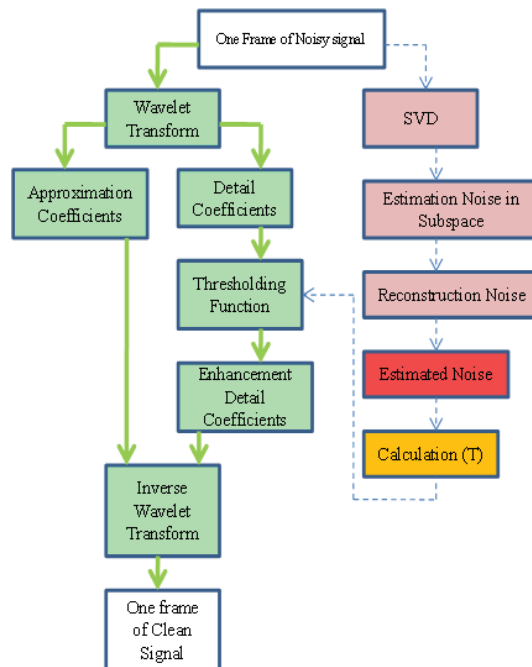 One Frame of Noisy signal
Wavelet
Transform
SVD
Approximation
Coefficients
Detail
Coefficients
Estimation Noise in
Subspace
Thresholding
Function
Reconstruction Noise
Enhancement
Detail
Coefficients
Estimated Noise
Calculation (T)
Inverse
Wavelet
Transform
One frame
of Clean
Signal